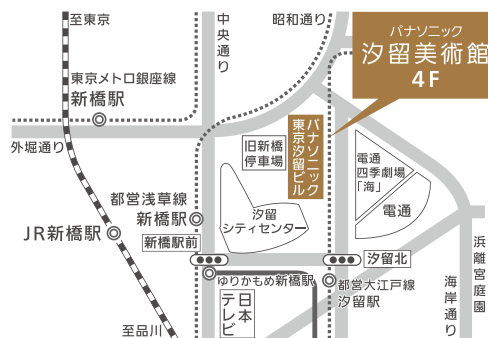 至東京
中央通り
昭和通り
パナソニック
汐留美術館
4F
東京メトロ銀座線
新橋駅
外堀通り
旧新橋
停車場
パナソニック
東京汐留ビル
電通
四季劇場
「海」
電通
都営浅草線
新橋駅
汐留
シティセンター
JR新橋駅
新橋駅前
汐留北
浜離宮庭園
ゆりかもめ新橋駅
都営大江戸線
汐留駅
海岸通り
日本
テレビ
至品川